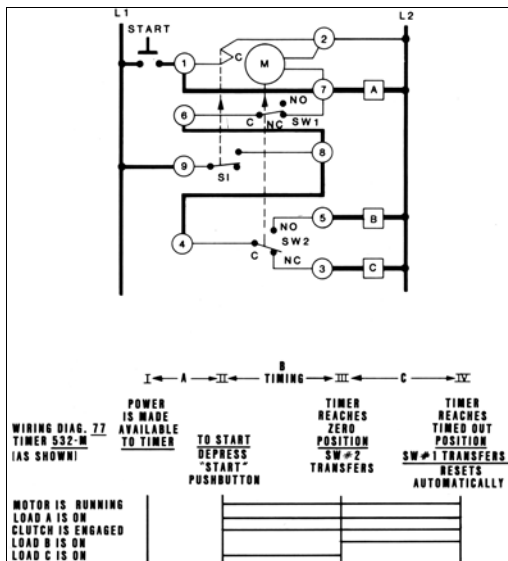 L1
L2
START
1
2
C
M
7
A
NO
6
C
NC
SW1
8
9
S1
5
B
NO
SW2
4
C
NC
3
C
I A II B TIMING III C IV
WIRING DIAG. 77
TIMER 532-M
(AS SHOWN)
POWER
IS MADE
AVAILABLE
TO TIMER
TO START
DEPRESS
"START"
PUSHBUTTON
TIMER
REACHES
ZERO
POSITION
SW#2
TRANSFERS
TIMER
REACHES
TIMED OUT
POSITION
SW#1 TRANSFERS
RESETS
AUTOMATICALLY
MOTOR IS RUNNING
LOAD A IS ON
CLUTCH IS ENGAGED
LOAD B IS ON
LOAD C IS ON